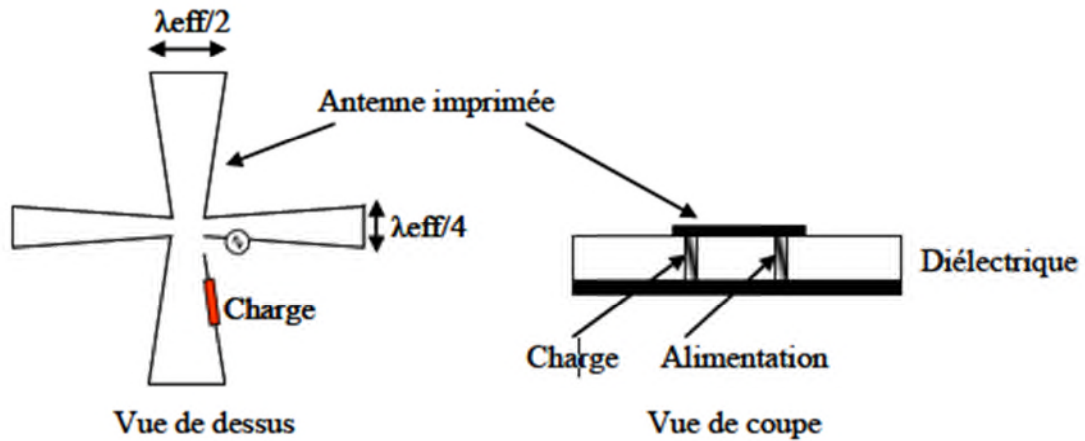 λeff/2
Antenne imprimée
λeff/4
Charge
Diélectrique
Charge
Alimentation
Vue de dessus
Vue de coupe